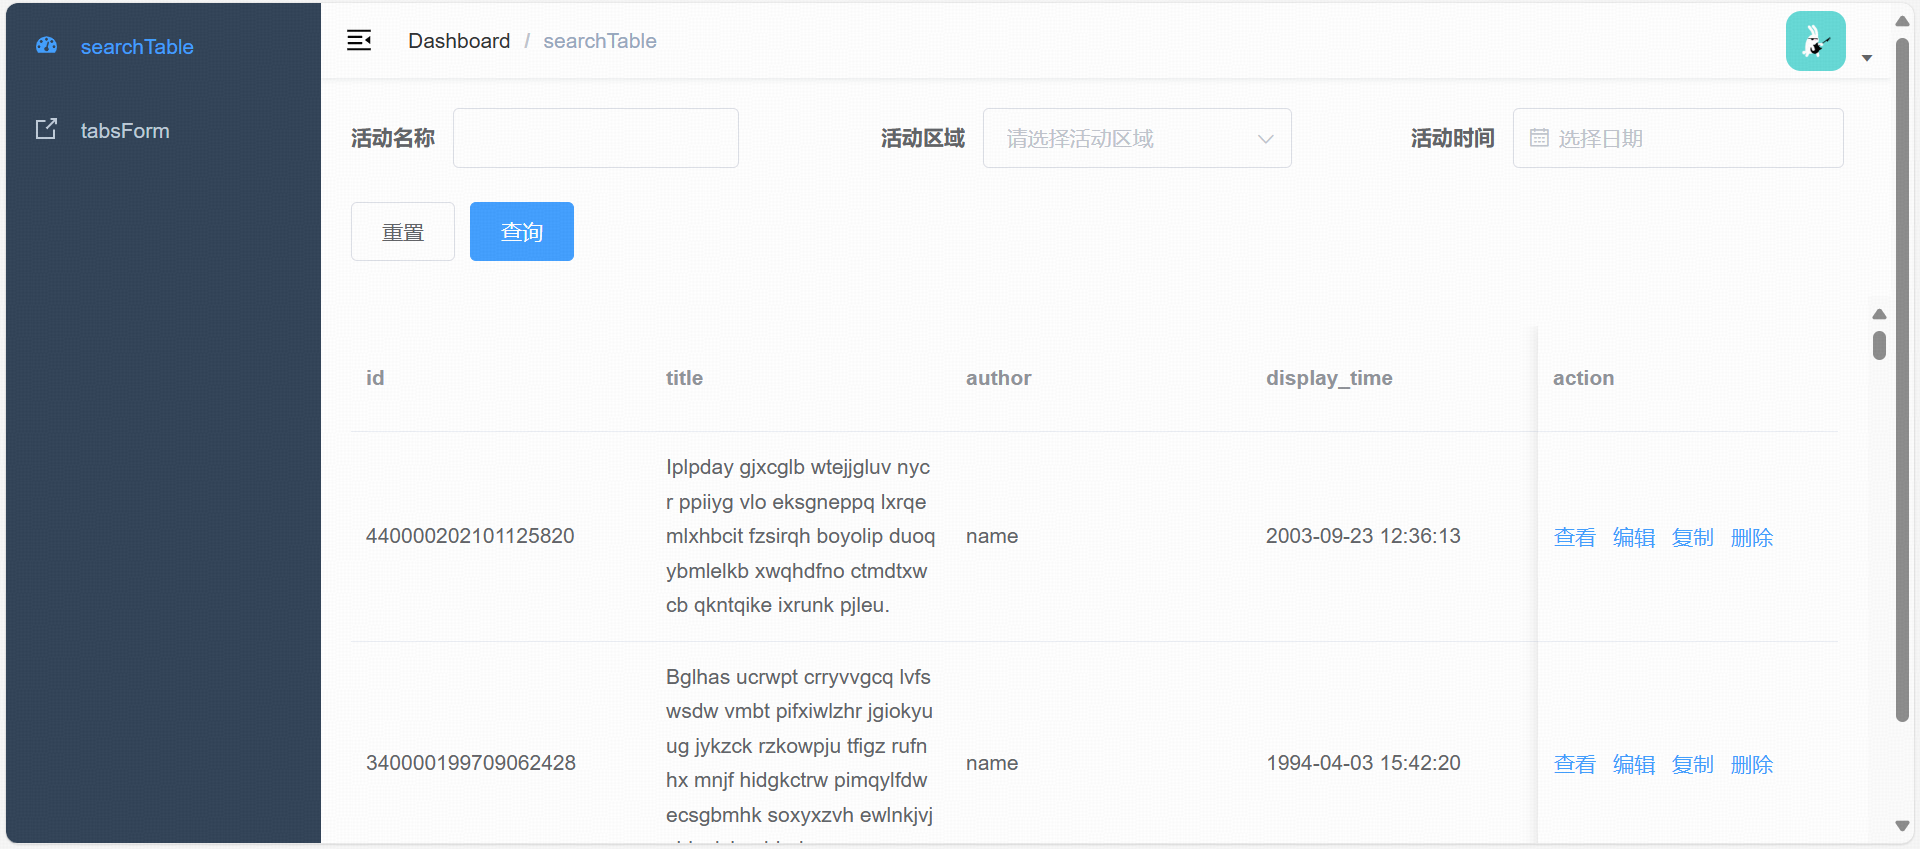 searchTable
tabsForm
Dashboard / searchTable
活动名称
活动区域 请选择活动区域
活动时间 选择日期
重置 查询
id title author display_time action
Iplpday gjxcglb wtejjgluv nyc
r ppiiyg vlo eksgneppq lxrqe
440000202101125820 mlxhbcit fzsirqh boyolip duoq name 2003-09-23 12:36:13 查看 编辑 复制 删除
ybmlelkb xwqhdfno ctmdtxw
cb qkntqike ixrunk pjleu.
Bglhas ucrwpt crryvvgcq lvfs
wsdw vmbt pifxiwlzhr jgiokyu
ug jykzck rzkowpju tfigz rufn
340000199709062428 name 1994-04-03 15:42:20 查看 编辑 复制 删除
hx mnjf hidgkctrw pimqylfdw
ecsgbmhk soxyxzvh ewlnkjvj